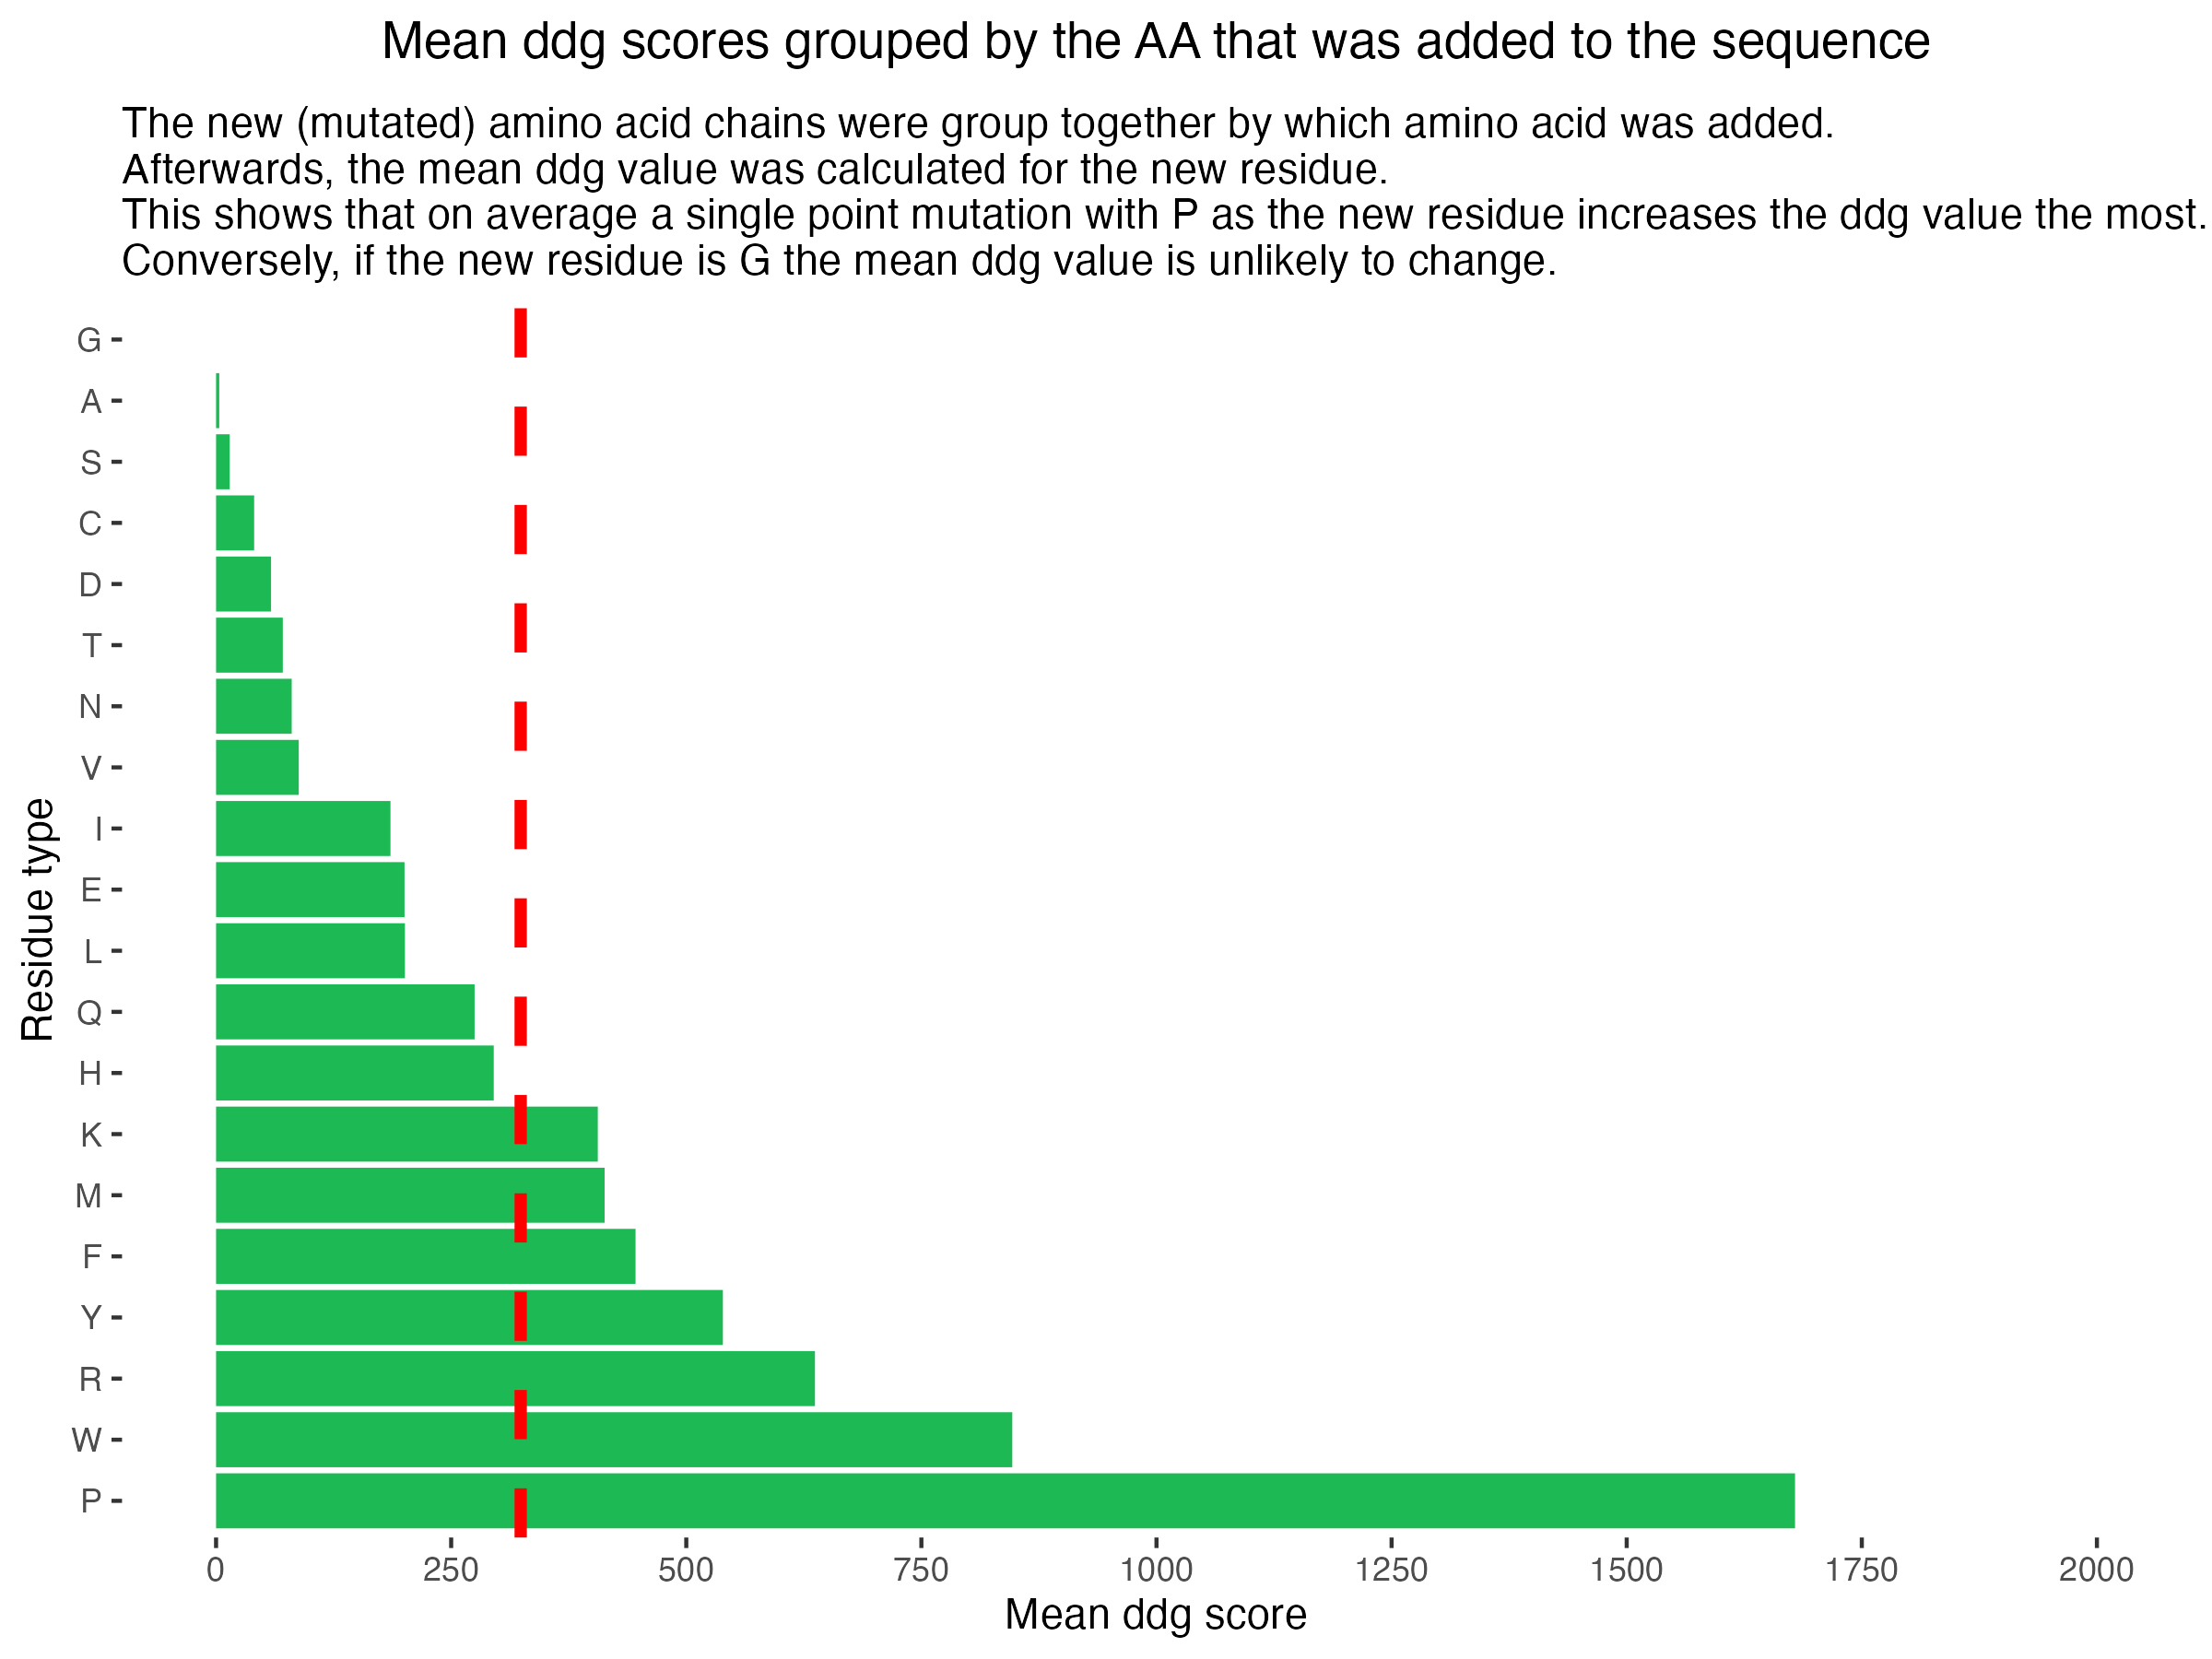 Mean ddg scores grouped by the AA that was added to the sequence
The new (mutated) amino acid chains were group together by which amino acid was added.
Afterwards, the mean ddg value was calculated for the new residue.
This shows that on average a single point mutation with P as the new residue increases the ddg value the most.
Conversely, if the new residue is G the mean ddg value is unlikely to change.
Residue type
G
A
S
C
D
T
N
V
I
E
L
Q
H
K
M
F
Y
R
W
P
0 250 500 750 1000 1250 1500 1750 2000
Mean ddg score